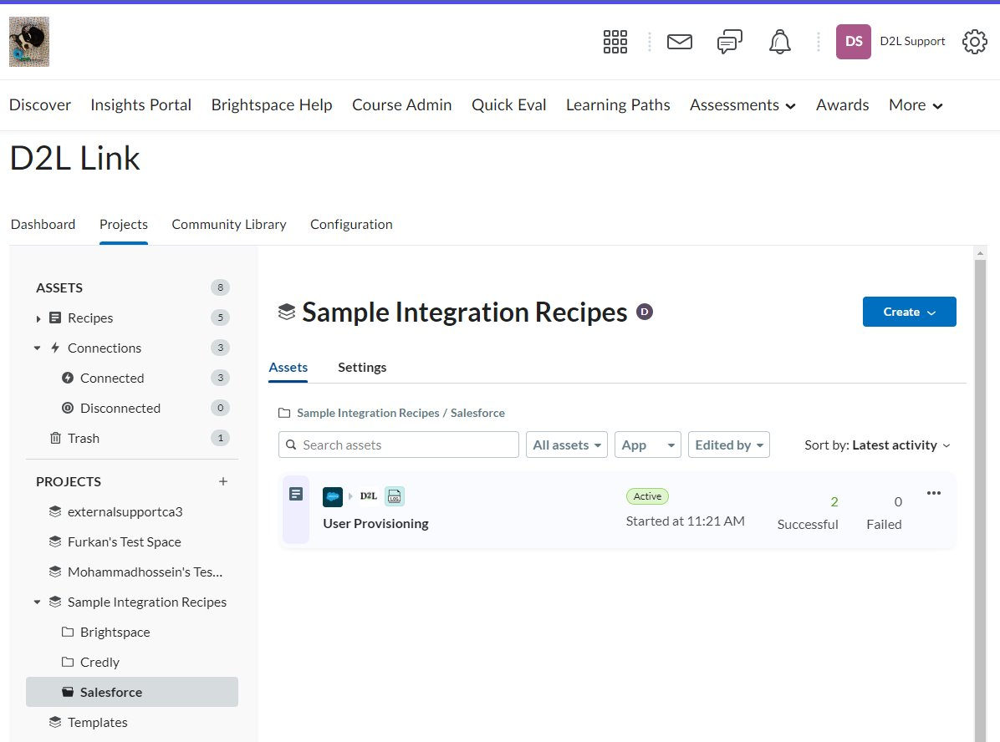 DS D2L Support
Discover Insights Portal Brightspace Help Course Admin Quick Eval Learning Paths Assessments Awards More
D2L Link
Dashboard Projects Community Library Configuration
ASSETS 8
Recipes 5
Connections 3
Connected 3
Disconnected 0
Trash 1
PROJECTS +
externalsupportca3
Furkan's Test Space
Mohammadhossein's Tes...
Sample Integration Recipes
Brightspace
Credly
Salesforce
Templates
Sample Integration Recipes D
Create
Assets Settings
Sample Integration Recipes / Salesforce
Search assets All assets App Edited by Sort by: Latest activity
D2L LOG Active 2 0 •••
User Provisioning Started at 11:21 AM Successful Failed